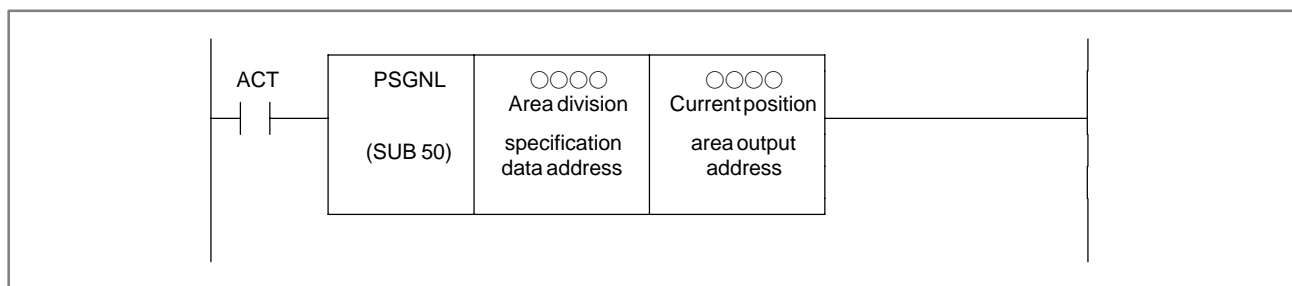 ACT
PSGNL
(SUB 50)
○○○○
Area division
specification
data address
○○○○
Current position
area output
address